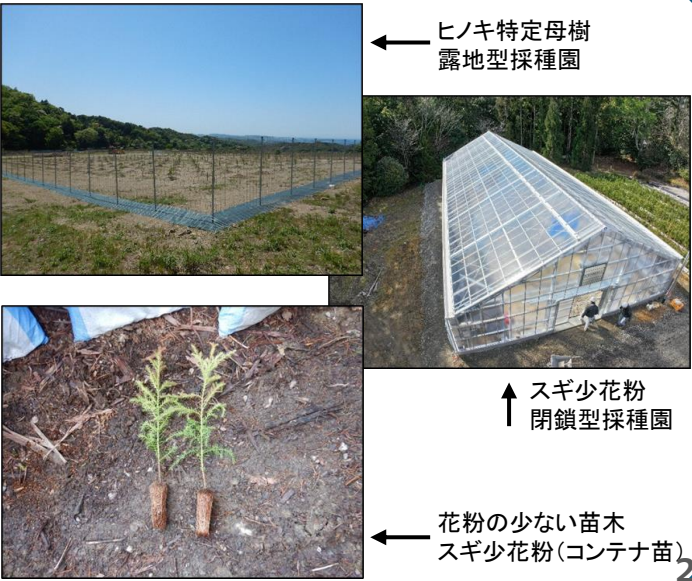 ヒノキ特定母樹
露地型採種園
スギ少花粉
閉鎖型採種園
花粉の少ない苗木
スギ少花粉(コンテナ苗)
2